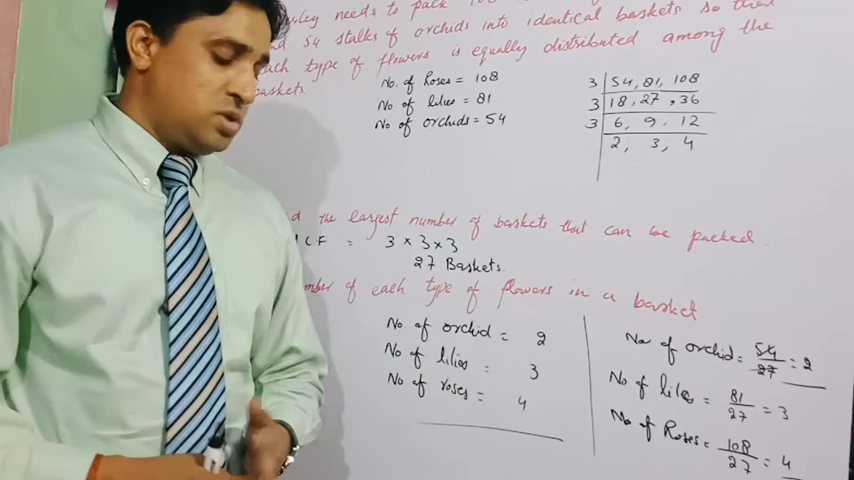 needs to pack
54 stalks of orchids into identical baskets so that
each type of flowers is equally distributed among the
baskets.
No. of Roses = 108
No of lilies = 81
No of orchids = 54
3 | 54, 81, 108
3 | 18, 27, 36
3 | 6, 9, 12
2, 3, 4
the largest number of baskets that can be packed.
CF = 3 × 3 × 3
27 Baskets.
of each type of flowers in a basket
No. of orchid = 2
No. of lilies = 3
No. of roses = 4
No of orchid = 54/27 = 2
No of lilies = 81/27 = 3
No of Roses = 108/27 = 4